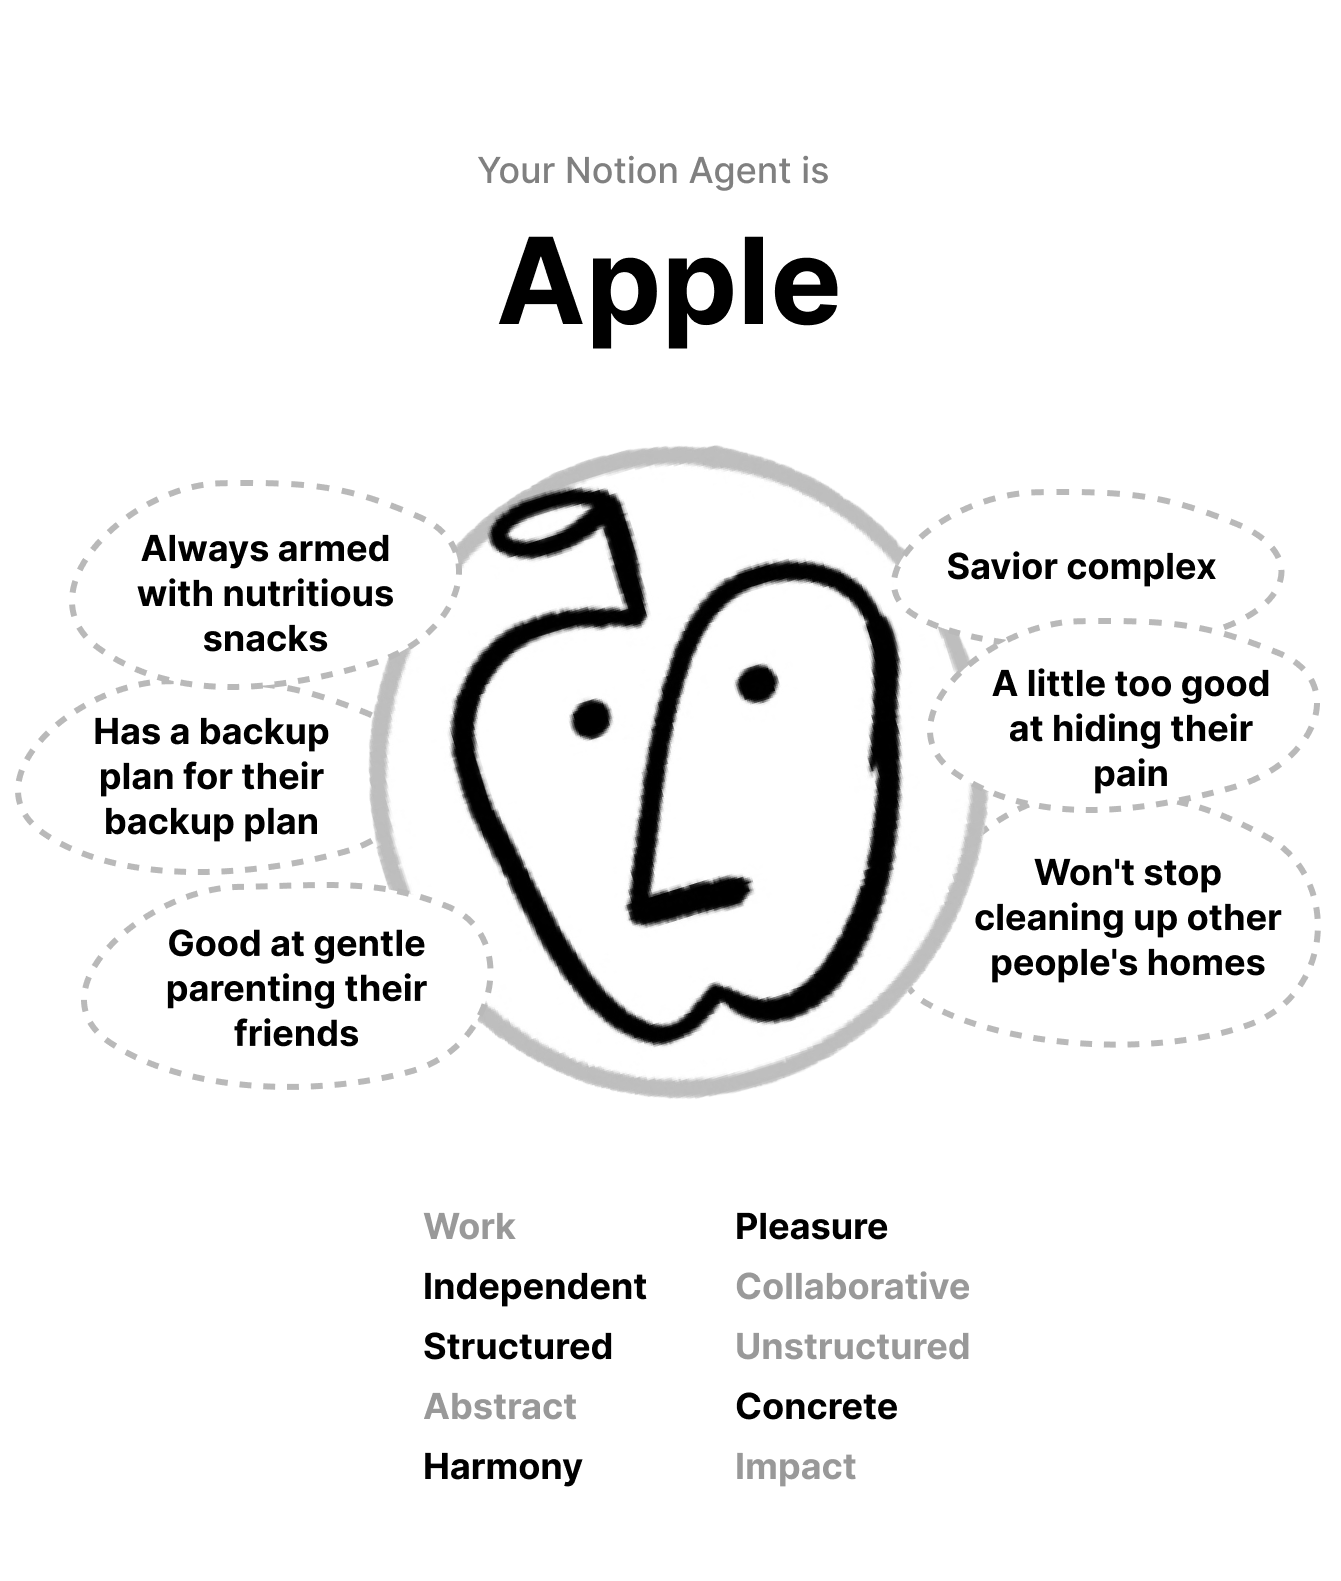 Your Notion Agent is
Apple
Always armed
with nutritious
snacks
Has a backup
plan for their
backup plan
Good at gentle
parenting their
friends
Savior complex
A little too good
at hiding their
pain
Won't stop
cleaning up other
people's homes
Work Pleasure
Independent Collaborative
Structured Unstructured
Abstract Concrete
Harmony Impact